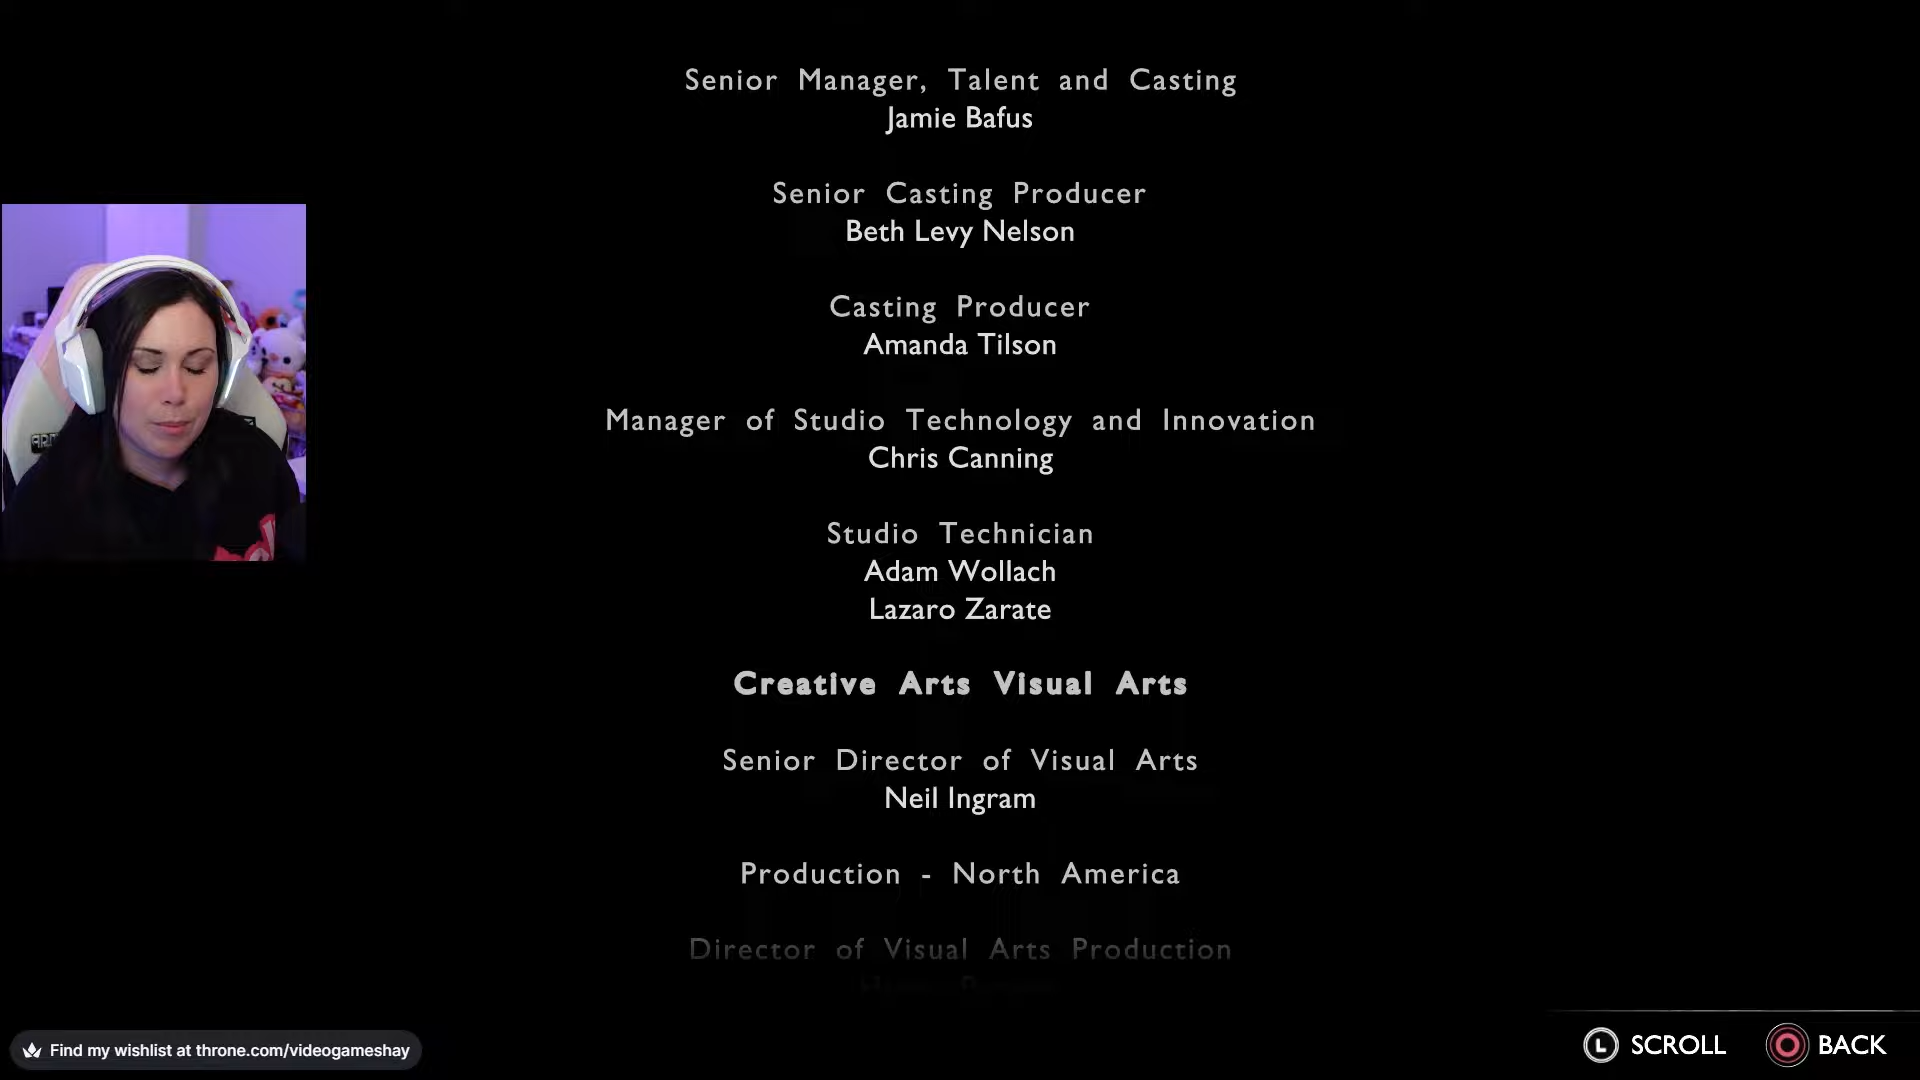 Senior Manager, Talent and Casting
Jamie Bafus
Senior Casting Producer
Beth Levy Nelson
Casting Producer
Amanda Tilson
Manager of Studio Technology and Innovation
Chris Canning
Studio Technician
Adam Wollach
Lazaro Zarate
Creative Arts Visual Arts
Senior Director of Visual Arts
Neil Ingram
Production - North America
Director of Visual Arts Production
Find my wishlist at throne.com/videogameshay
L SCROLL
BACK